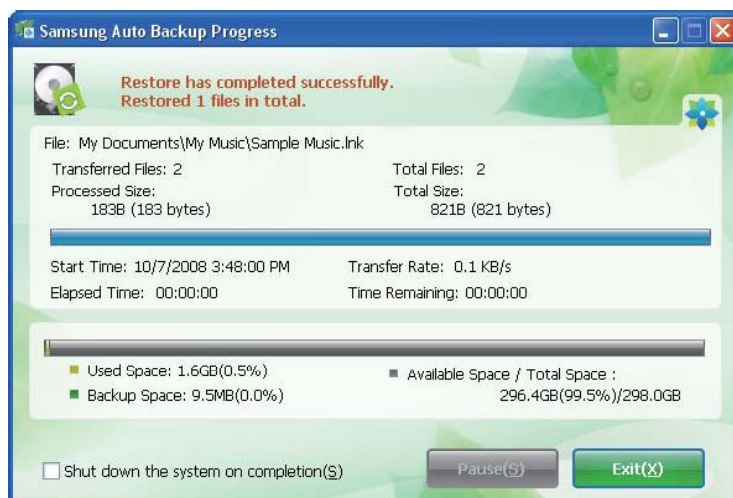 Samsung Auto Backup Progress
Restore has completed successfully.
Restored 1 files in total.
File: My Documents\My Music\Sample Music.lnk
Transferred Files: 2
Total Files: 2
Processed Size:
183B (183 bytes)
Total Size:
821B (821 bytes)
Start Time: 10/7/2008 3:48:00 PM
Transfer Rate: 0.1 KB/s
Elapsed Time: 00:00:00
Time Remaining: 00:00:00
Used Space: 1.6GB(0.5%)
Backup Space: 9.5MB(0.0%)
Available Space / Total Space :
296.4GB(99.5%)/298.0GB
Shut down the system on completion(S)
Pause(S)
Exit(X)